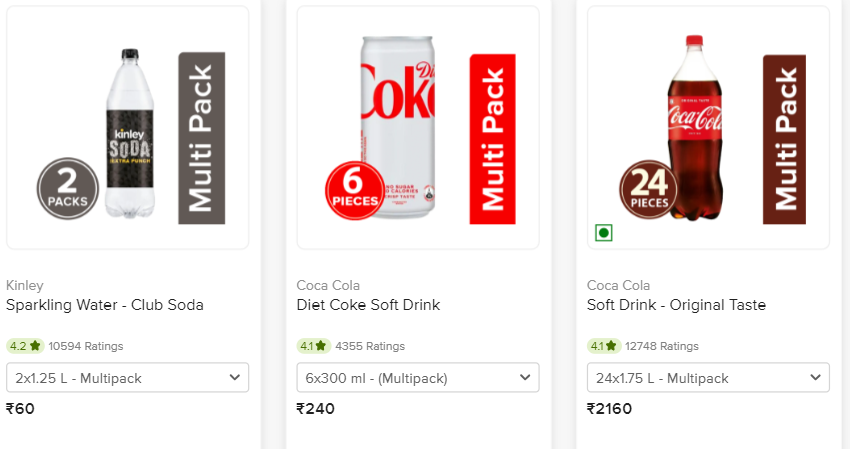 kinley
SODA
EXTRA PUNCH
2
PACKS
Multi Pack
Kinley
Sparkling Water - Club Soda
4.2 ★ 10594 Ratings
2x1.25 L - Multipack
₹60
Di
Coke
6
PIECES
NO SUGAR
NO CALORIES
CRISP TASTE
Multi Pack
Coca Cola
Diet Coke Soft Drink
4.1 ★ 4355 Ratings
6x300 ml - (Multipack)
₹240
ORIGINAL TASTE
Coca-Cola
24
PIECES
Multi Pack
Coca Cola
Soft Drink - Original Taste
4.1 ★ 12748 Ratings
24x1.75 L - Multipack
₹2160